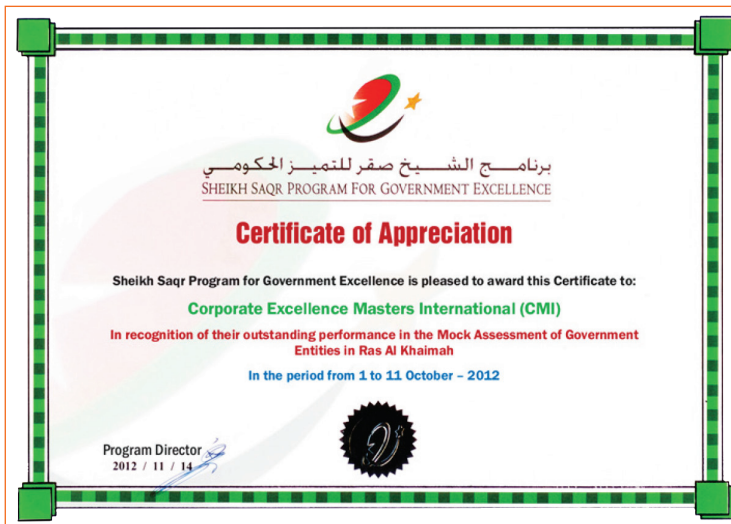 برنامج الشيخ صقر للتميز الحكومي
SHEIKH SAQR PROGRAM FOR GOVERNMENT EXCELLENCE
Certificate of Appreciation
Sheikh Saqr Program for Government Excellence is pleased to award this Certificate to:
Corporate Excellence Masters International (CMI)
In recognition of their outstanding performance in the Mock Assessment of Government
Entities in Ras Al Khaimah
In the period from 1 to 11 October – 2012
Program Director
2012 / 11 / 14